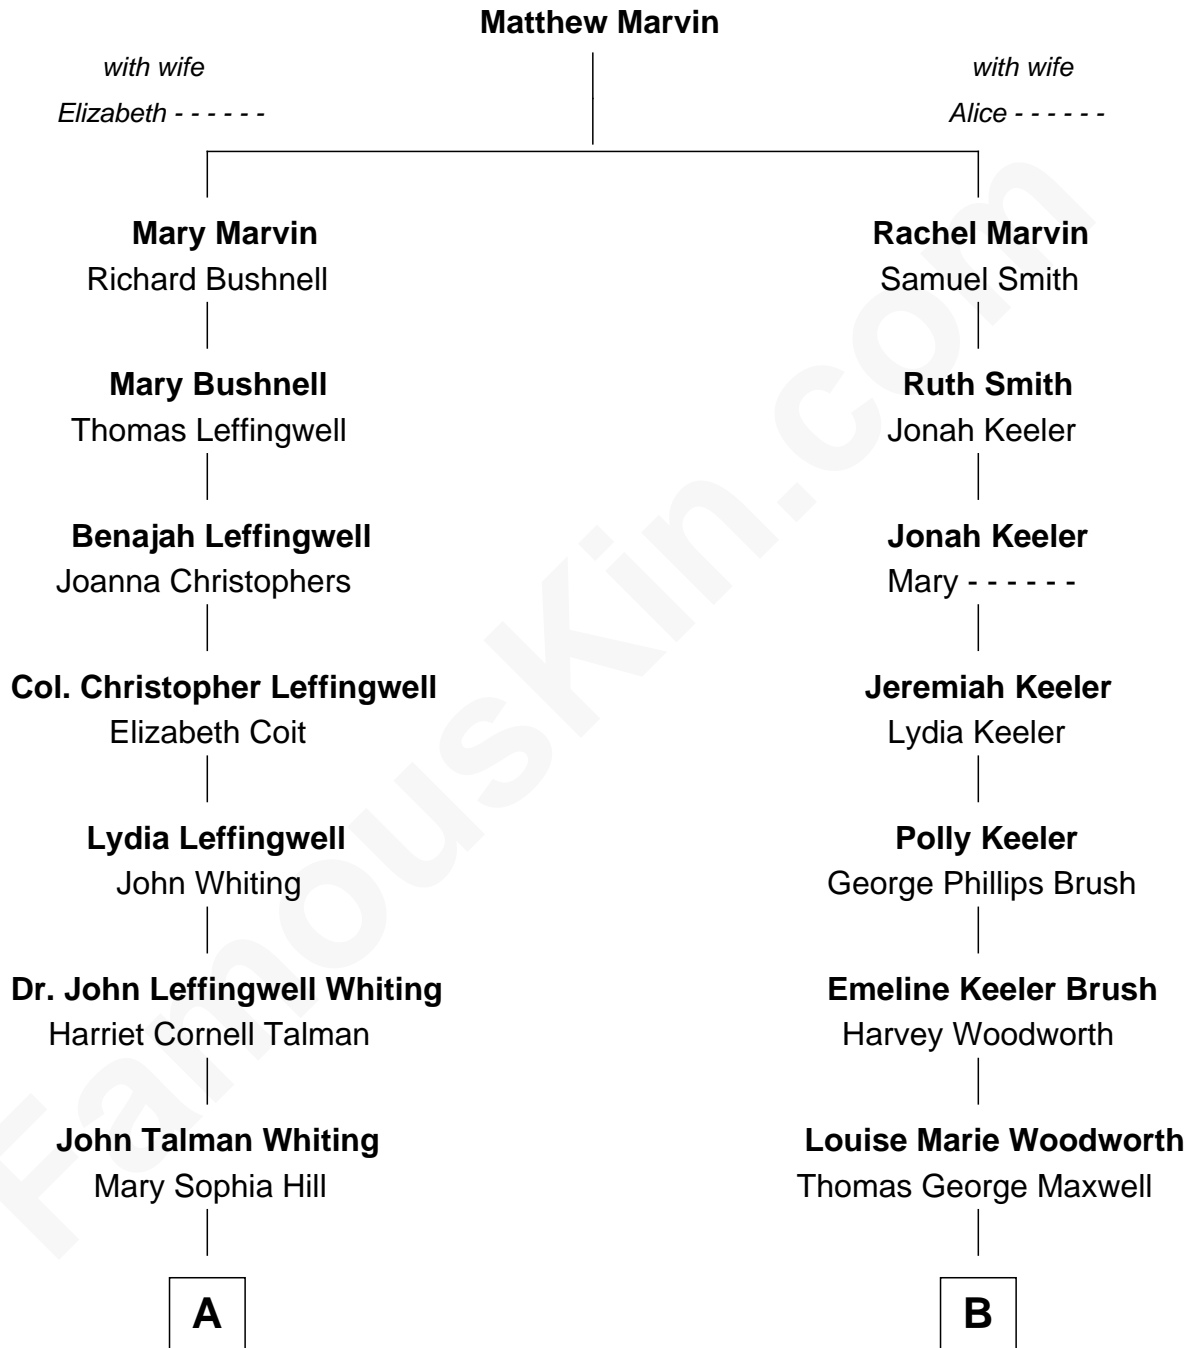 Matthew Marvin
with wife
Elizabeth - - - - - -
with wife
Alice - - - - - -
Mary Marvin
Richard Bushnell
Rachel Marvin
Samuel Smith
Mary Bushnell
Thomas Leffingwell
Ruth Smith
Jonah Keeler
Benajah Leffingwell
Joanna Christophers
Jonah Keeler
Mary - - - - - -
Col. Christopher Leffingwell
Elizabeth Coit
Jeremiah Keeler
Lydia Keeler
Lydia Leffingwell
John Whiting
Polly Keeler
George Phillips Brush
Dr. John Leffingwell Whiting
Harriet Cornell Talman
Emeline Keeler Brush
Harvey Woodworth
John Talman Whiting
Mary Sophia Hill
Louise Marie Woodworth
Thomas George Maxwell
A
B
FamousKin.com